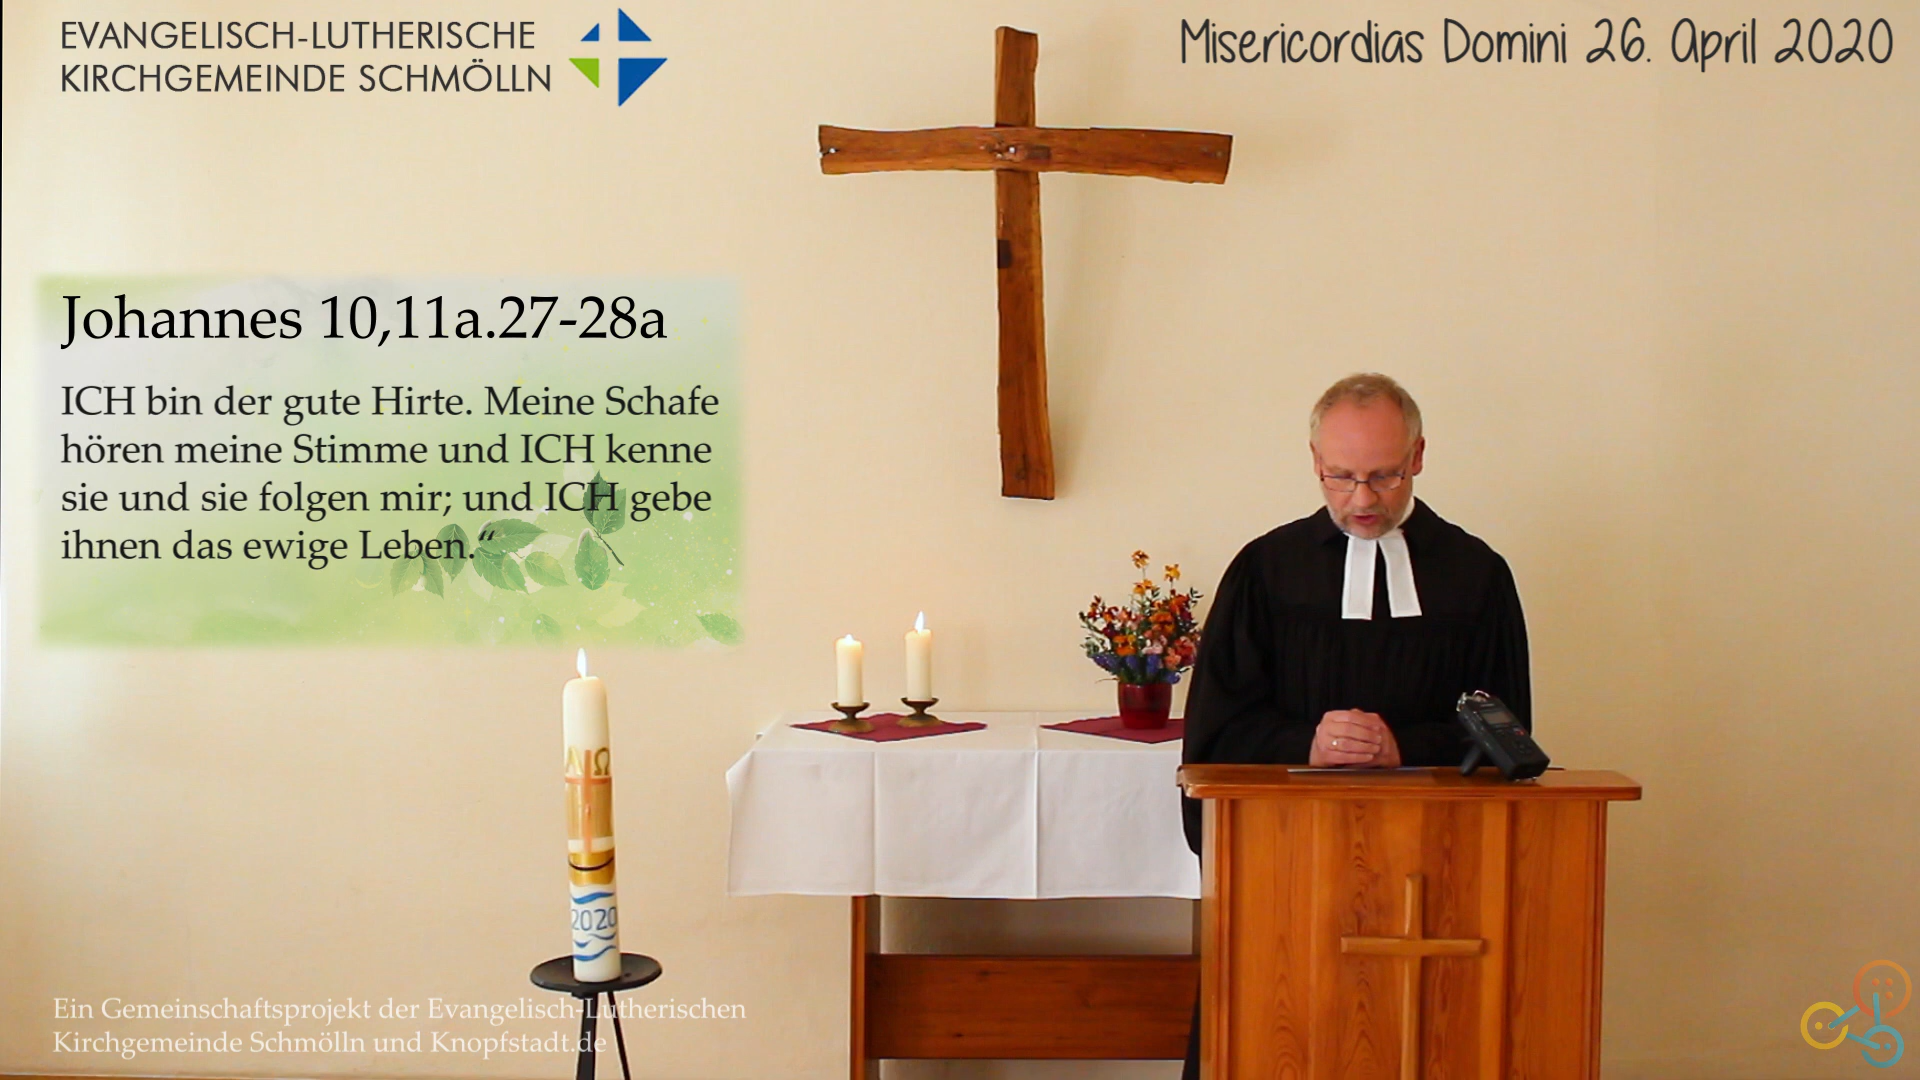 EVANGELISCH-LUTHERISCHE
KIRCHGEMEINDE SCHMÖLLN
Misericordias Domini 26. April 2020
Johannes 10,11a.27-28a
ICH bin der gute Hirte. Meine Schafe
hören meine Stimme und ICH kenne
sie und sie folgen mir; und ICH gebe
ihnen das ewige Leben.“
Α Ω
2020
Ein Gemeinschaftsprojekt der Evangelisch-Lutherischen
Kirchgemeinde Schmölln und Knopfstadt.de